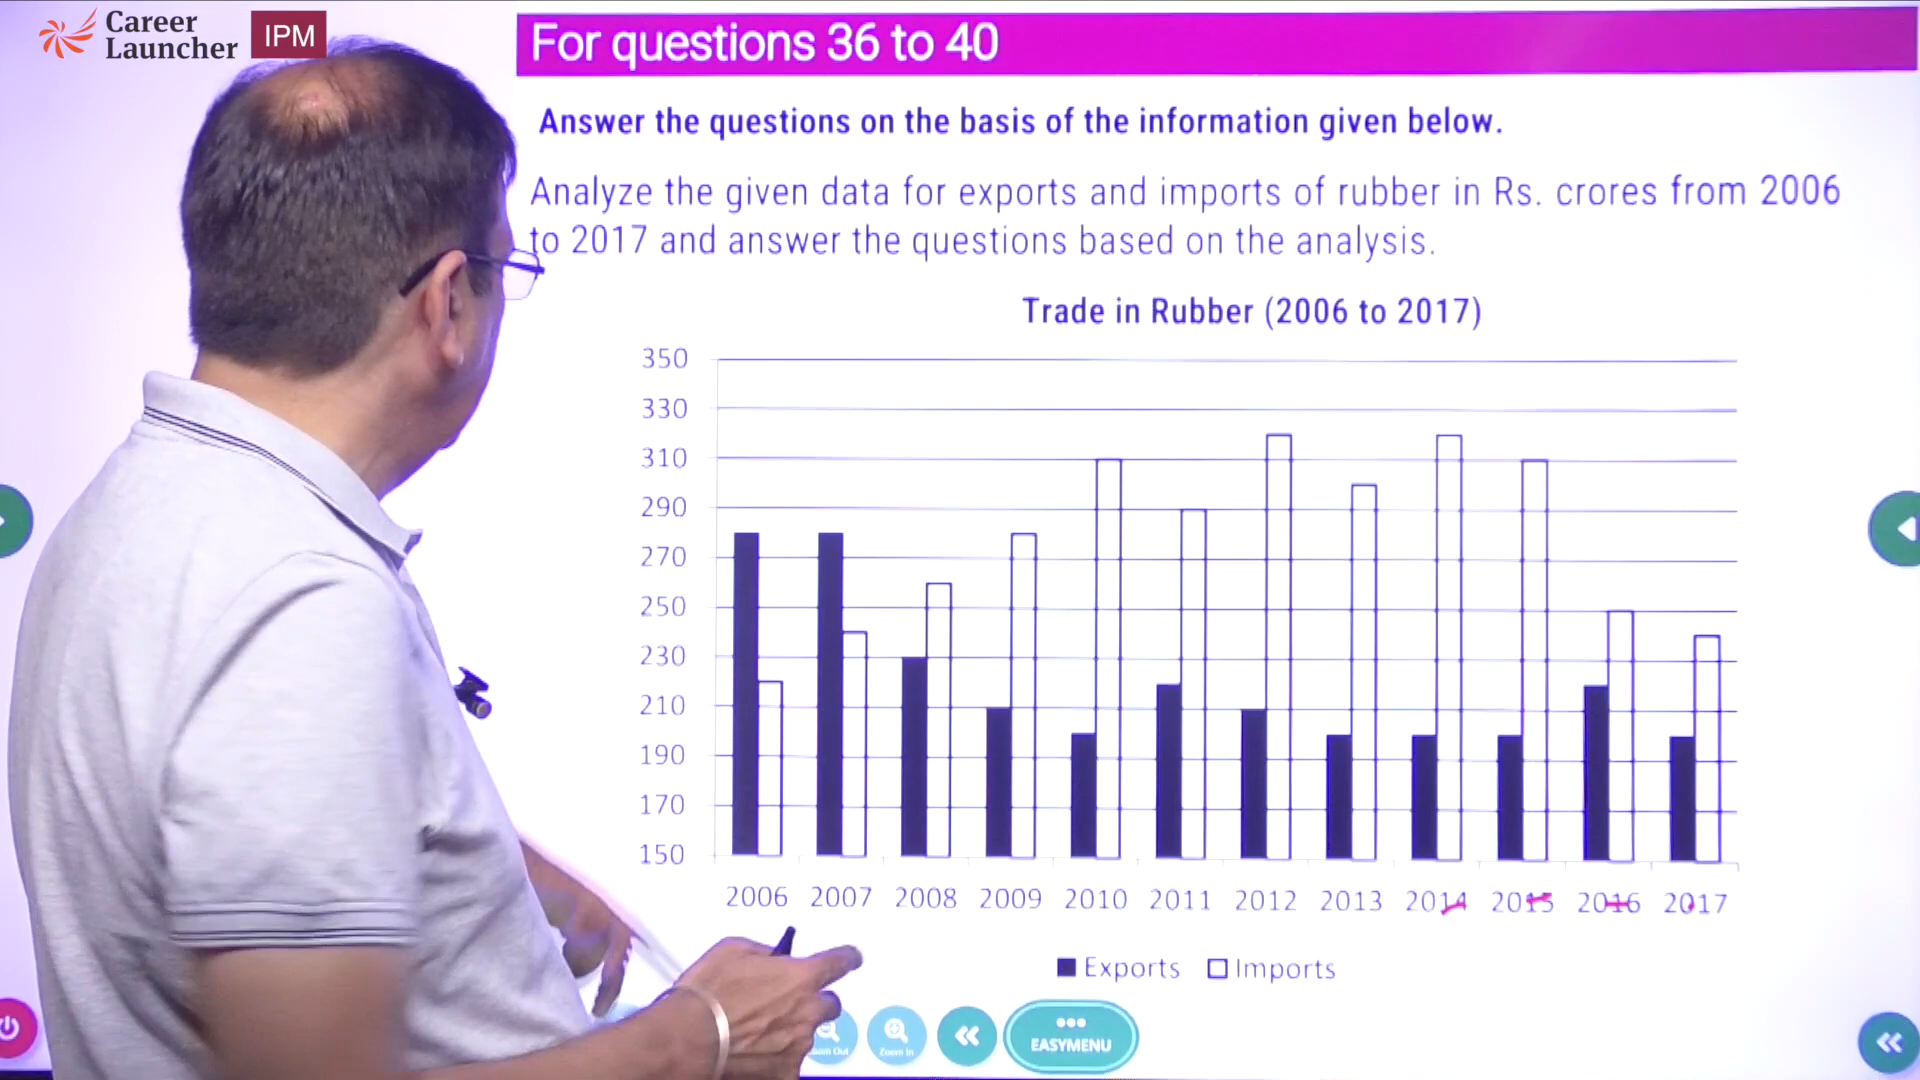 Career
Launcher
IPM
For questions 36 to 40
Answer the questions on the basis of the information given below.
Analyze the given data for exports and imports of rubber in Rs. crores from 2006
to 2017 and answer the questions based on the analysis.
Trade in Rubber (2006 to 2017)
350
330
310
290
270
250
230
210
190
170
150
2006 2007 2008 2009 2010 2011 2012 2013 2014 2015 2016 2017
Exports Imports
Zoom Out
Zoom In
EASYMENU